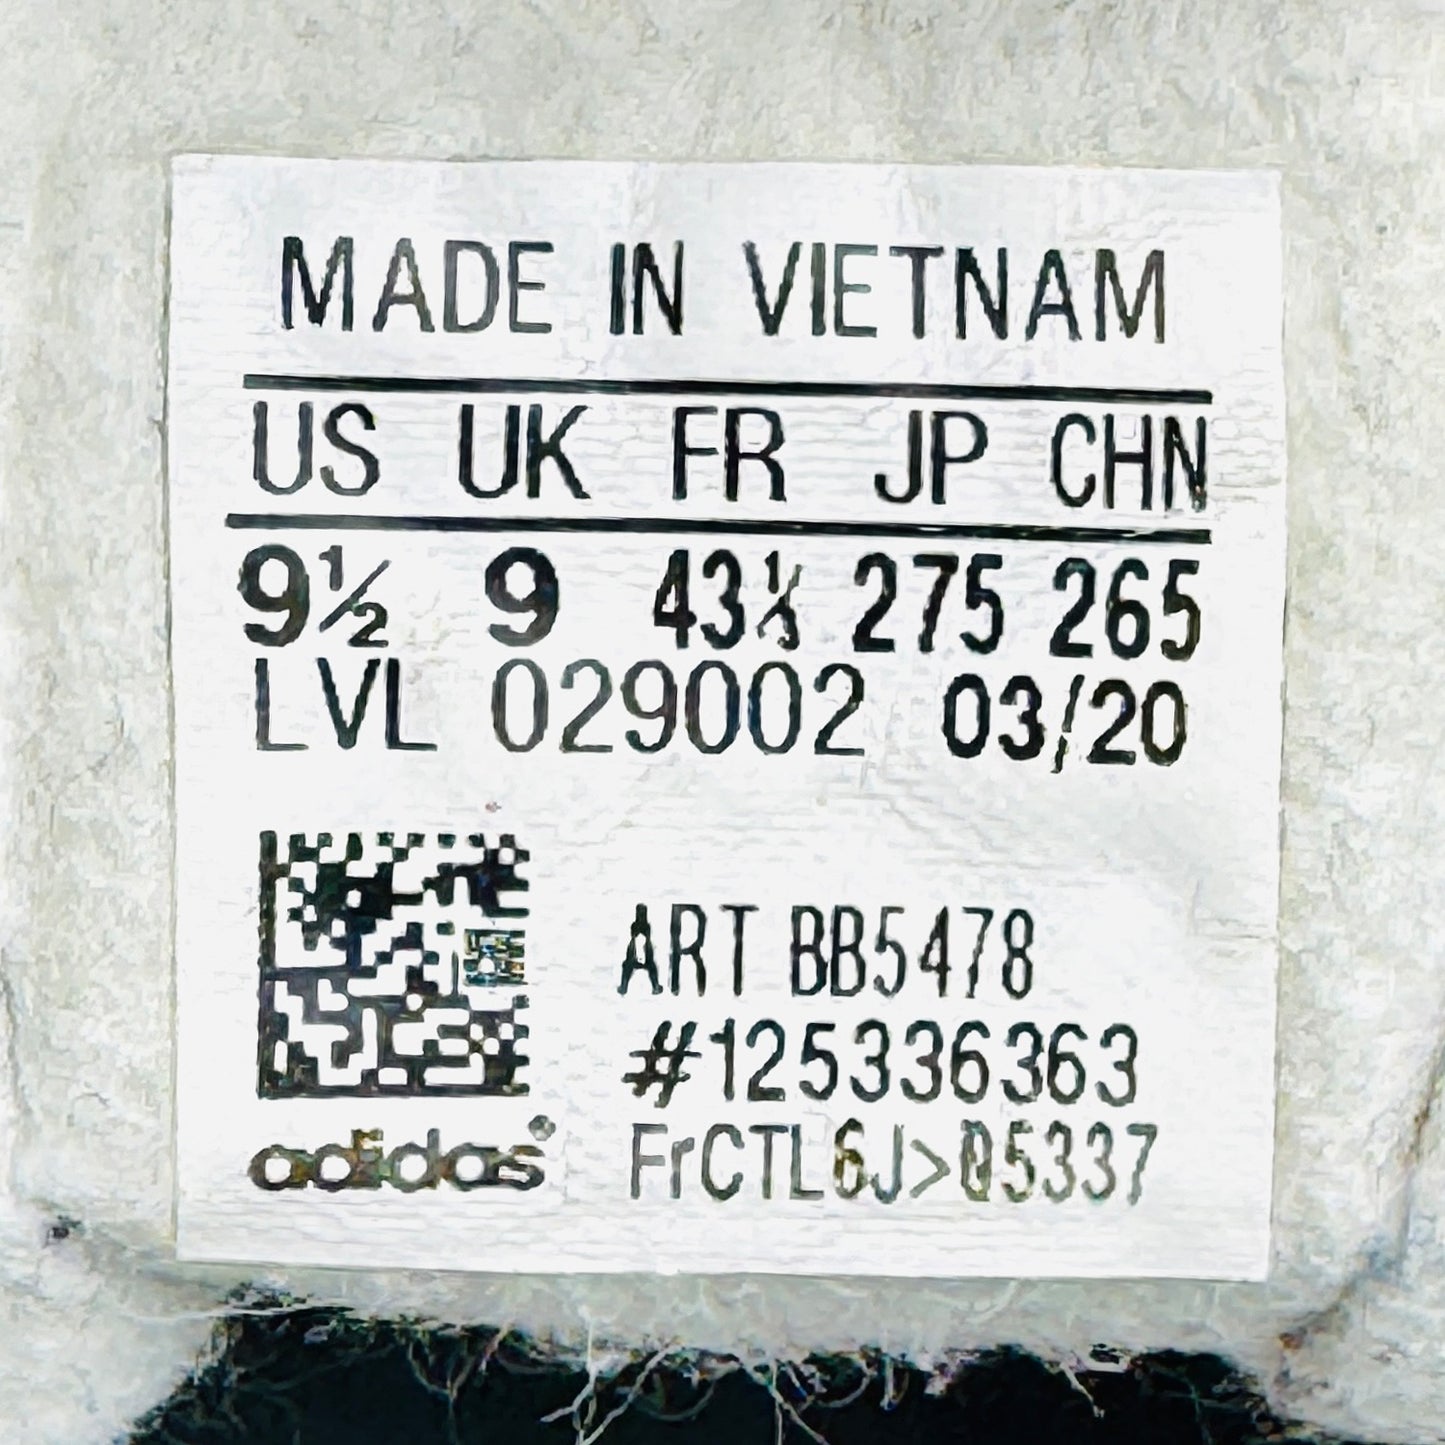 MADE IN VIETNAM
US UK FR JP CHN
9½ 9 43⅓ 275 265
LVL 029002 03/20
ART BB5478
#125336363
FrCTL6J>05337
adidas®